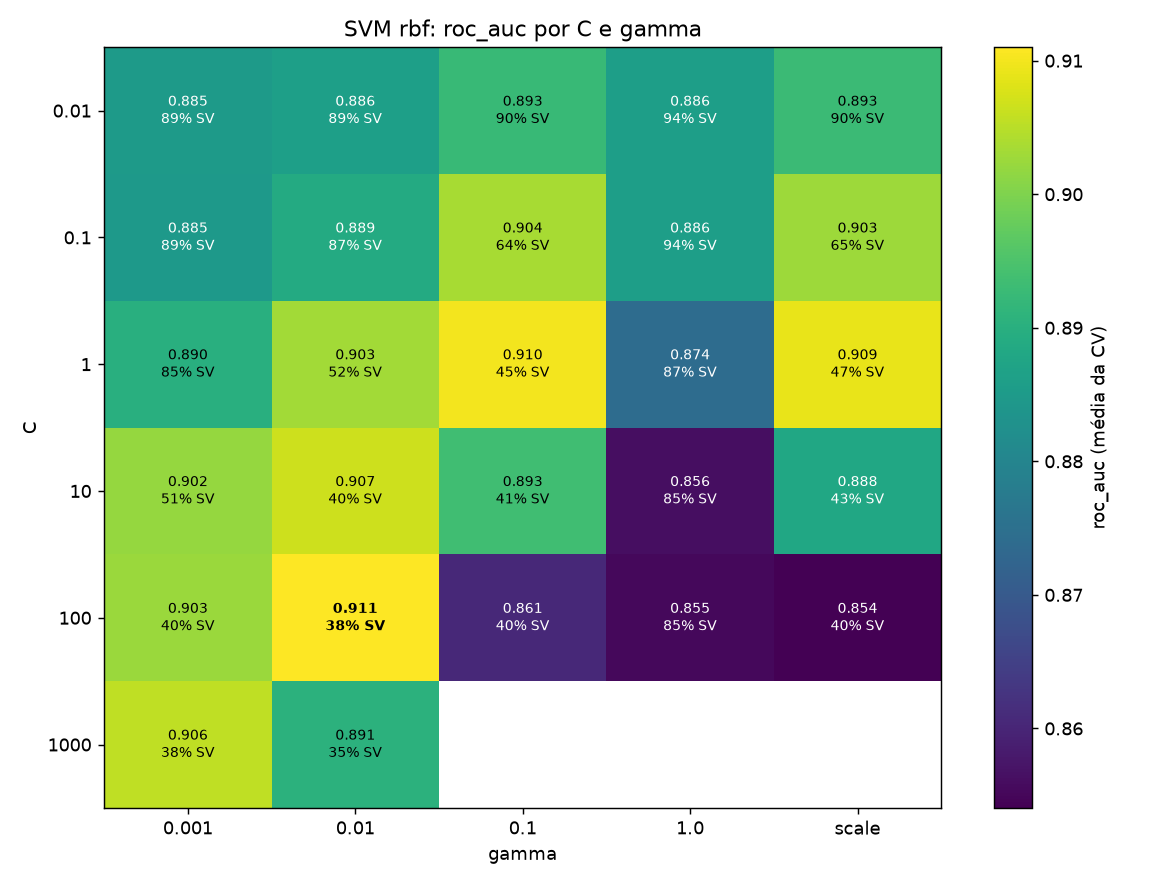 SVM rbf: roc_auc por C e gamma
0.01
0.885
89% SV
0.886
89% SV
0.893
90% SV
0.886
94% SV
0.893
90% SV
0.1
0.885
89% SV
0.889
87% SV
0.904
64% SV
0.886
94% SV
0.903
65% SV
1
0.890
85% SV
0.903
52% SV
0.910
45% SV
0.874
87% SV
0.909
47% SV
C
10
0.902
51% SV
0.907
40% SV
0.893
41% SV
0.856
85% SV
0.888
43% SV
100
0.903
40% SV
0.911
38% SV
0.861
40% SV
0.855
85% SV
0.854
40% SV
1000
0.906
38% SV
0.891
35% SV
0.001
0.01
0.1
1.0
scale
gamma
0.91
0.90
0.89
0.88
0.87
0.86
roc_auc (média da CV)